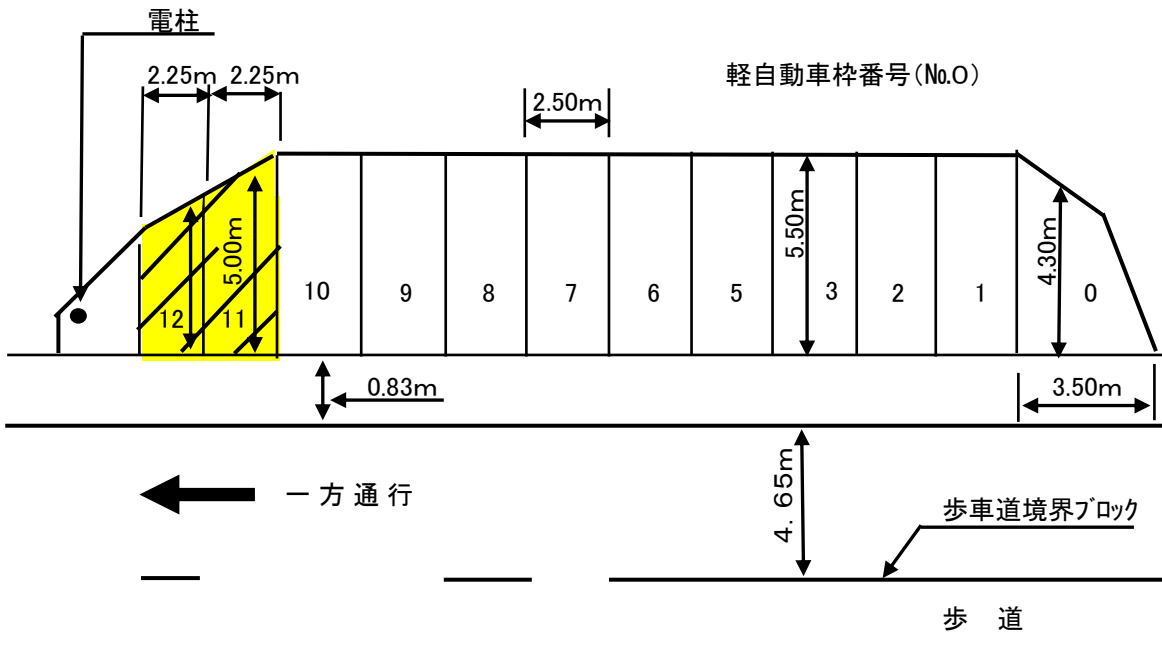 電柱
2.25m 2.25m
軽自動車枠番号(No.0)
2.50m
5.00m
5.50m
4.30m
12 11 10 9 8 7 6 5 3 2 1 0
0.83m
3.50m
一方通行
4.65m
歩車道境界ブロック
歩 道